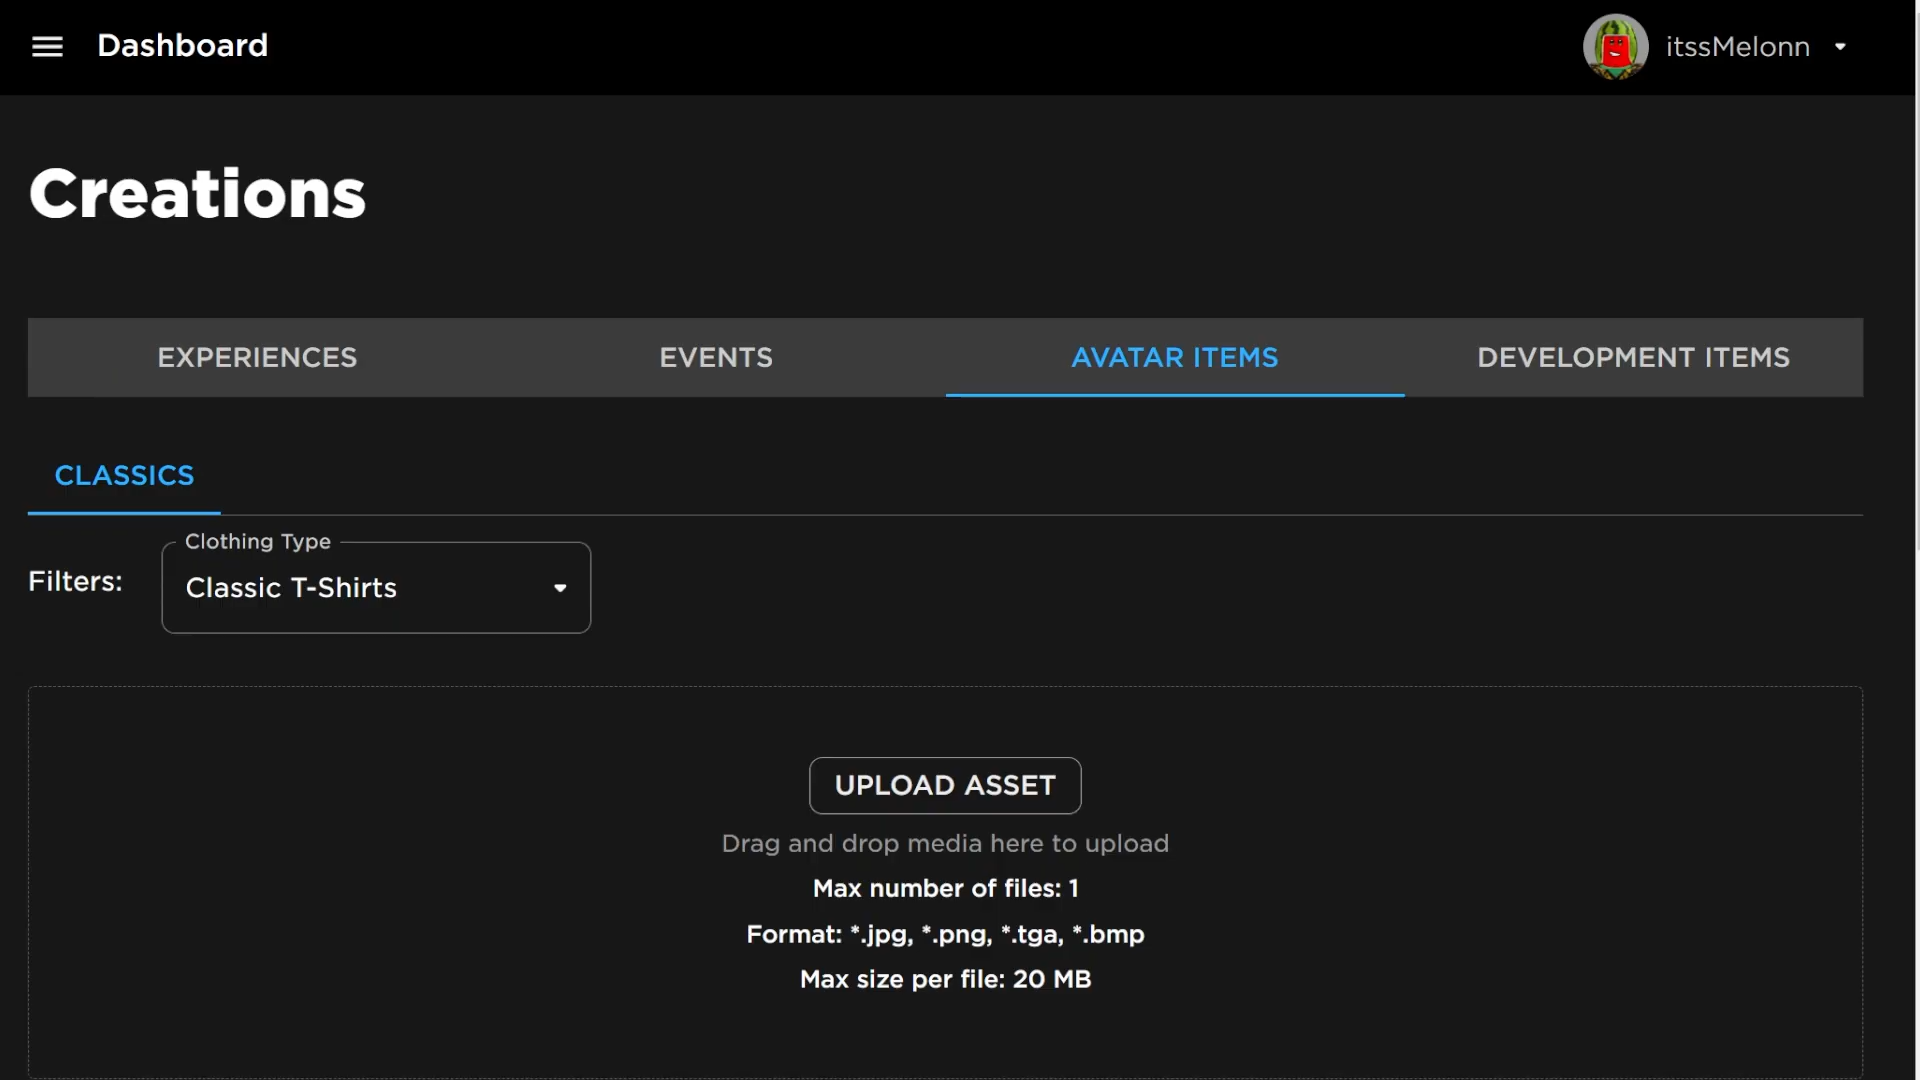 Dashboard
itssMelonn
Creations
EXPERIENCES
EVENTS
AVATAR ITEMS
DEVELOPMENT ITEMS
CLASSICS
Clothing Type
Filters:
Classic T-Shirts
UPLOAD ASSET
Drag and drop media here to upload
Max number of files: 1
Format: *.jpg, *.png, *.tga, *.bmp
Max size per file: 20 MB